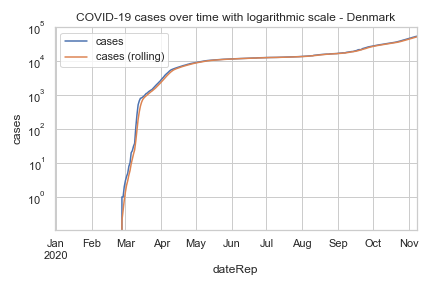 COVID-19 cases over time with logarithmic scale - Denmark
cases
cases (rolling)
10^5
10^4
10^3
10^2
10^1
10^0
cases
Jan Feb Mar Apr May Jun Jul Aug Sep Oct Nov
2020
dateRep